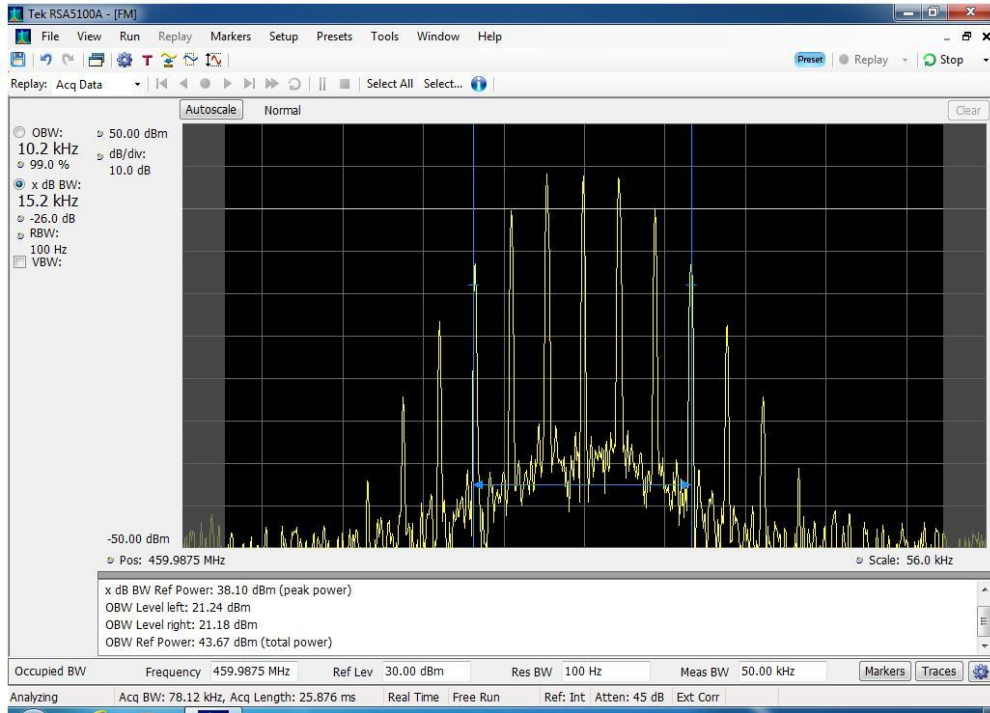 Tek RSA5100A - [FM]
File View Run Replay Markers Setup Presets Tools Window Help
Preset Replay Stop
Replay: Acq Data Select All Select...
Autoscale Normal Clear
OBW:
10.2 kHz
99.0 %
x dB BW:
15.2 kHz
-26.0 dB
RBW:
100 Hz
VBW:
50.00 dBm
dB/div:
10.0 dB
-50.00 dBm
Pos: 459.9875 MHz Scale: 56.0 kHz
x dB BW Ref Power: 38.10 dBm (peak power)
OBW Level left: 21.24 dBm
OBW Level right: 21.18 dBm
OBW Ref Power: 43.67 dBm (total power)
Occupied BW Frequency 459.9875 MHz Ref Lev 30.00 dBm Res BW 100 Hz Meas BW 50.00 kHz Markers Traces
Analyzing Acq BW: 78.12 kHz, Acq Length: 25.876 ms Real Time Free Run Ref: Int Atten: 45 dB Ext Corr